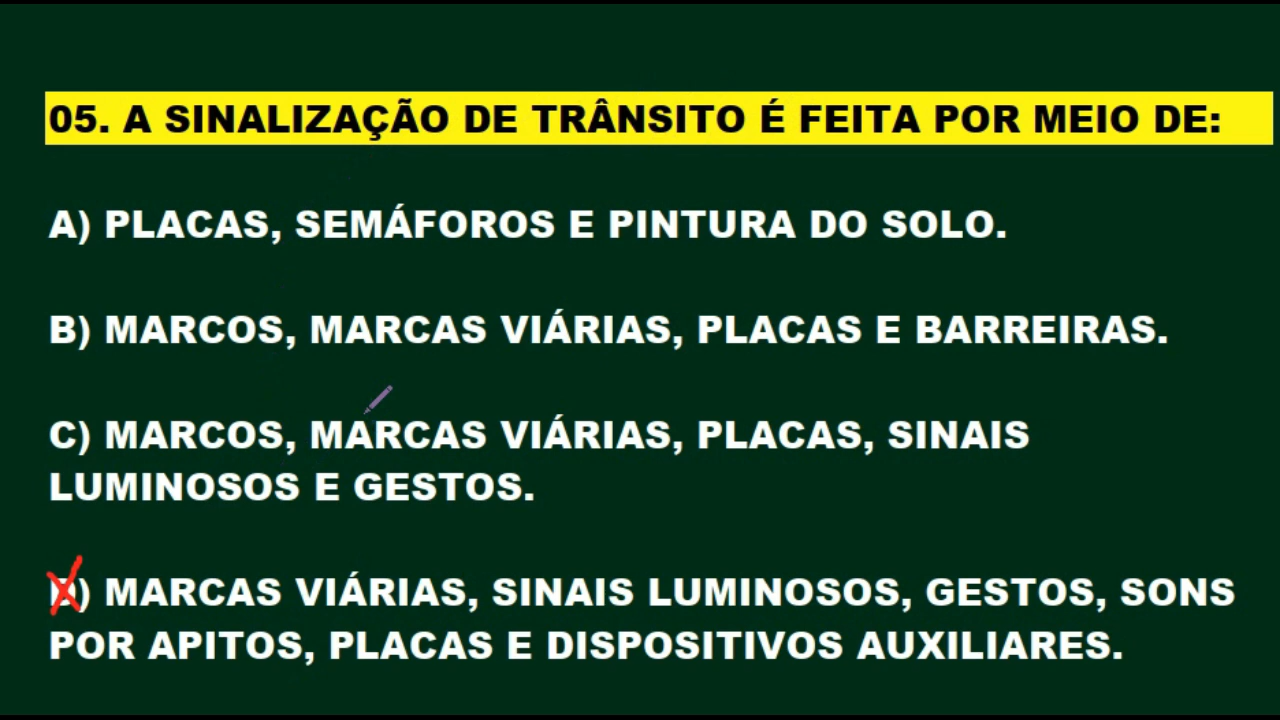 05. A SINALIZAÇÃO DE TRÂNSITO É FEITA POR MEIO DE:
A) PLACAS, SEMÁFOROS E PINTURA DO SOLO.
B) MARCOS, MARCAS VIÁRIAS, PLACAS E BARREIRAS.
C) MARCOS, MARCAS VIÁRIAS, PLACAS, SINAIS
LUMINOSOS E GESTOS.
D) MARCAS VIÁRIAS, SINAIS LUMINOSOS, GESTOS, SONS
POR APITOS, PLACAS E DISPOSITIVOS AUXILIARES.